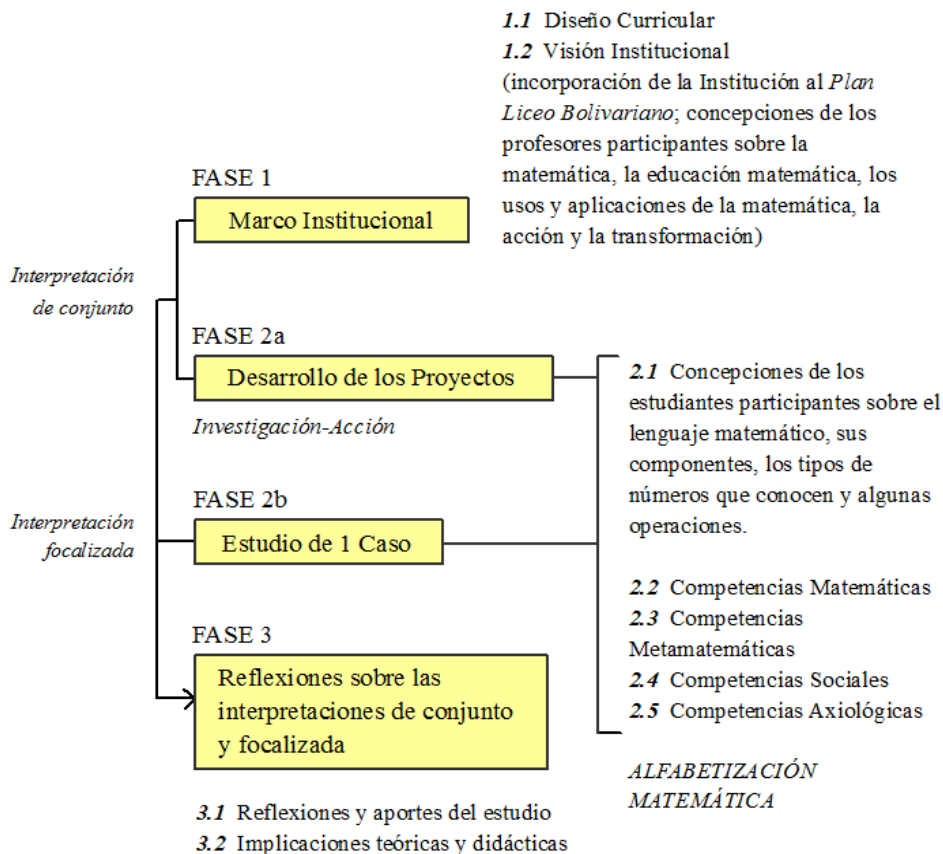 1.1 Diseño Curricular
1.2 Visión Institucional
(incorporación de la Institución al Plan
Liceo Bolivariano; concepciones de los
profesores participantes sobre la
matemática, la educación matemática, los
usos y aplicaciones de la matemática, la
acción y la transformación)
FASE 1
Marco Institucional
Interpretación
de conjunto
FASE 2a
Desarrollo de los Proyectos
Investigación-Acción
2.1 Concepciones de los
estudiantes participantes sobre el
lenguaje matemático, sus
componentes, los tipos de
números que conocen y algunas
operaciones.
Interpretación
focalizada
FASE 2b
Estudio de 1 Caso
2.2 Competencias Matemáticas
2.3 Competencias
Metamatemáticas
2.4 Competencias Sociales
2.5 Competencias Axiológicas
ALFABETIZACIÓN
MATEMÁTICA
FASE 3
Reflexiones sobre las
interpretaciones de conjunto
y focalizada
3.1 Reflexiones y aportes del estudio
3.2 Implicaciones teóricas y didácticas